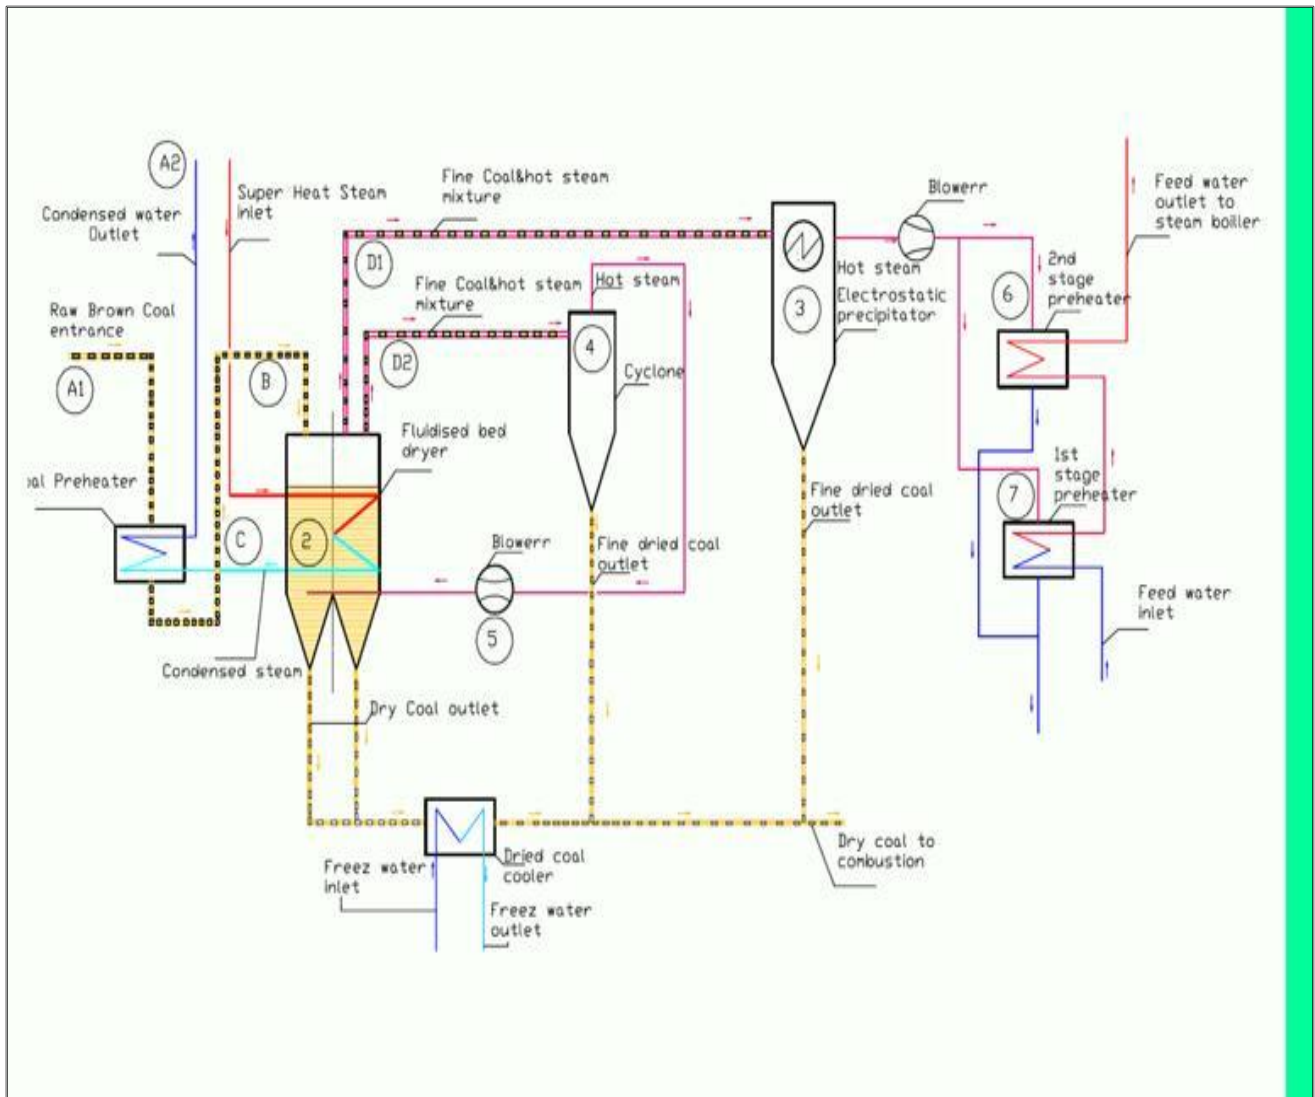 A2
Condensed water
Outlet
Super Heat Steam
inlet
Fine Coal&hot steam
mixture
D1
Fine Coal&hot steam
mixture
D2
Hot steam
4
Cyclone
Blowerr
Hot steam
3
Electrostatic
precipitator
Feed water
outlet to
steam boiller
2nd
stage
preheater
6
1st
stage
preheater
7
Feed water
inlet
Raw Brown Coal
entrance
A1
B
Fluidised bed
dryer
al Preheater
C
2
Blowerr
5
Fine dried coal
outlet
Fine dried coal
outlet
Condensed steam
Dry Coal outlet
Dried coal
cooler
Freez water
inlet
Freez water
outlet
Dry coal to
combustion